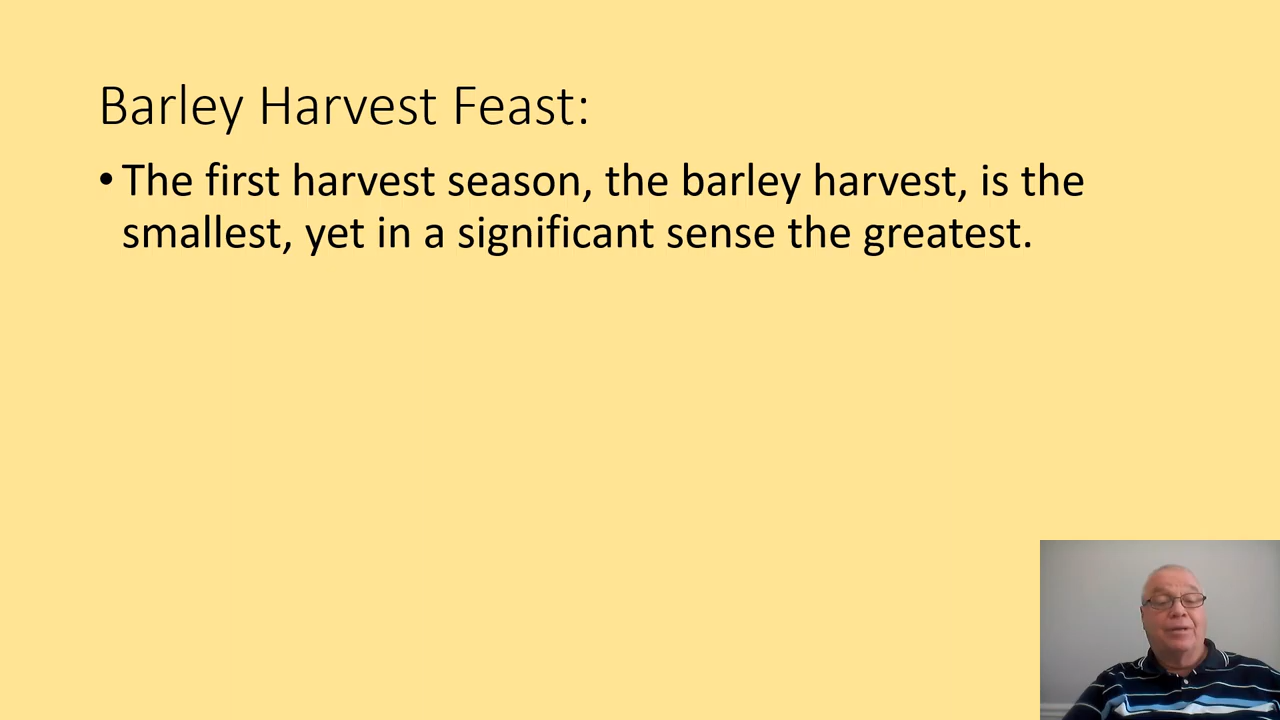 Barley Harvest Feast:
• The first harvest season, the barley harvest, is the
smallest, yet in a significant sense the greatest.